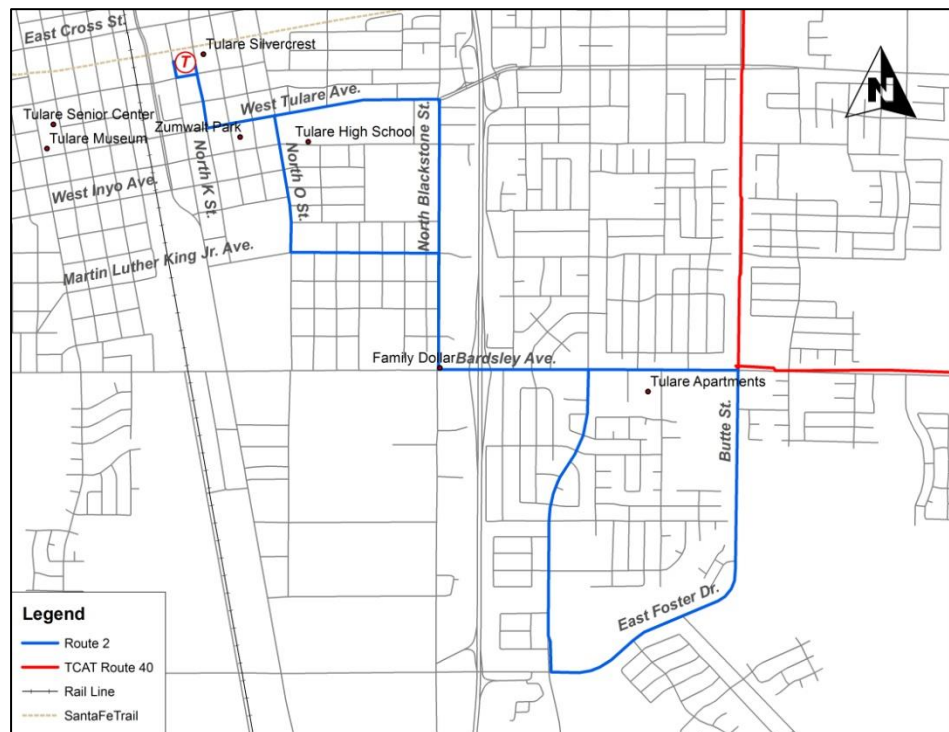 East Cross St.
T
Tulare Silvercrest
N
West Tulare Ave.
North Blackstone St.
Tulare Senior Center
Zumwalt Park
Tulare High School
Tulare Museum
North K St.
North O St.
West Inyo Ave.
Martin Luther King Jr. Ave.
Family Dollar
Bardsley Ave.
Tulare Apartments
Butte St.
East Foster Dr.
Legend
Route 2
TCAT Route 40
Rail Line
SantaFeTrail